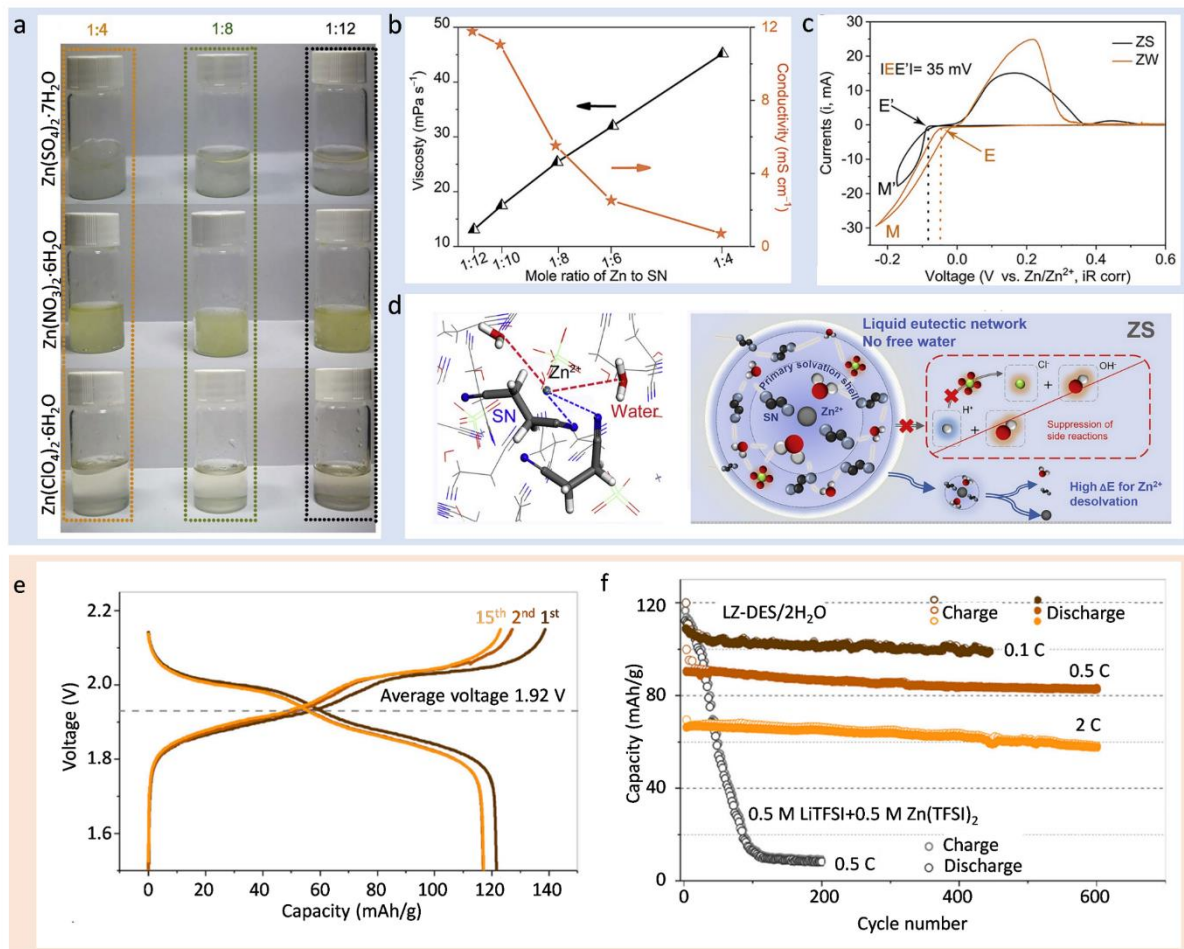 a
1:4
1:8
1:12
Zn(SO₄)₂·7H₂O
Zn(NO₃)₂·6H₂O
Zn(ClO₄)₂·6H₂O
b
Viscosty (mPa s⁻¹)
50
40
30
20
10
12
9
6
3
0
Conductivity (mS cm⁻¹)
1:12
1:10
1:8
1:6
1:4
Mole ratio of Zn to SN
c
Currents (i, mA)
30
20
10
0
-10
-20
-30
IEE'I= 35 mV
ZS
ZW
E'
E
M'
M
-0.2
0.0
0.2
0.4
0.6
Voltage (V vs. Zn/Zn²⁺, iR corr)
d
Zn²⁺
SN
Water
Liquid eutectic network
No free water
ZS
Primary solvation shell
SN
Zn²⁺
Cl⁻
OH⁻
+
H⁺
+
Suppression of
side reactions
High ΔE for Zn²⁺
desolvation
e
Voltage (V)
2.2
2.0
1.8
1.6
15th 2nd 1st
Average voltage 1.92 V
0 20 40 60 80 100 120 140
Capacity (mAh/g)
f
Capacity (mAh/g)
120
80
40
0
LZ-DES/2H₂O
Charge
Discharge
0.1 C
0.5 C
2 C
0.5 M LiTFSI+0.5 M Zn(TFSI)₂
Charge
0.5 C
Discharge
0 200 400 600
Cycle number